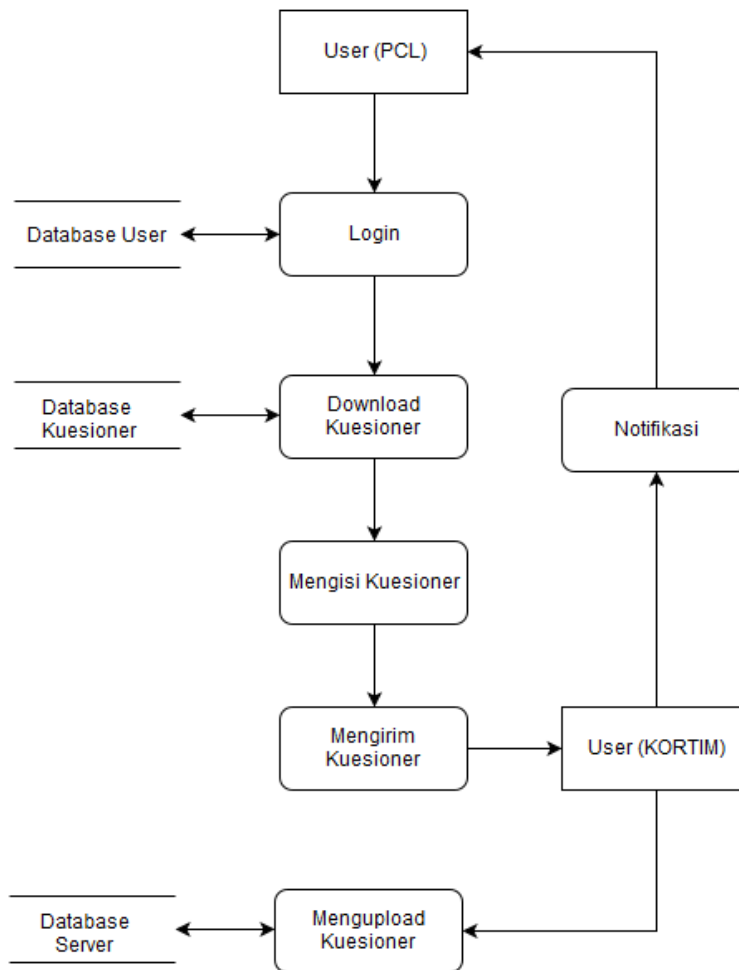 User (PCL)
Database User
Login
Database
Kuesioner
Download
Kuesioner
Notifikasi
Mengisi Kuesioner
Mengirim
Kuesioner
User (KORTIM)
Database
Server
Mengupload
Kuesioner